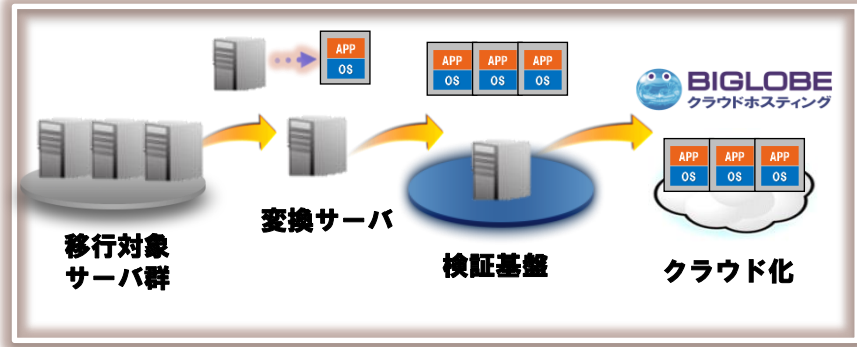 APP
OS
APP APP APP
OS OS OS
BIGLOBE
クラウドホスティング
APP APP APP
OS OS OS
移行対象
サーバ群
変換サーバ
検証基盤
クラウド化